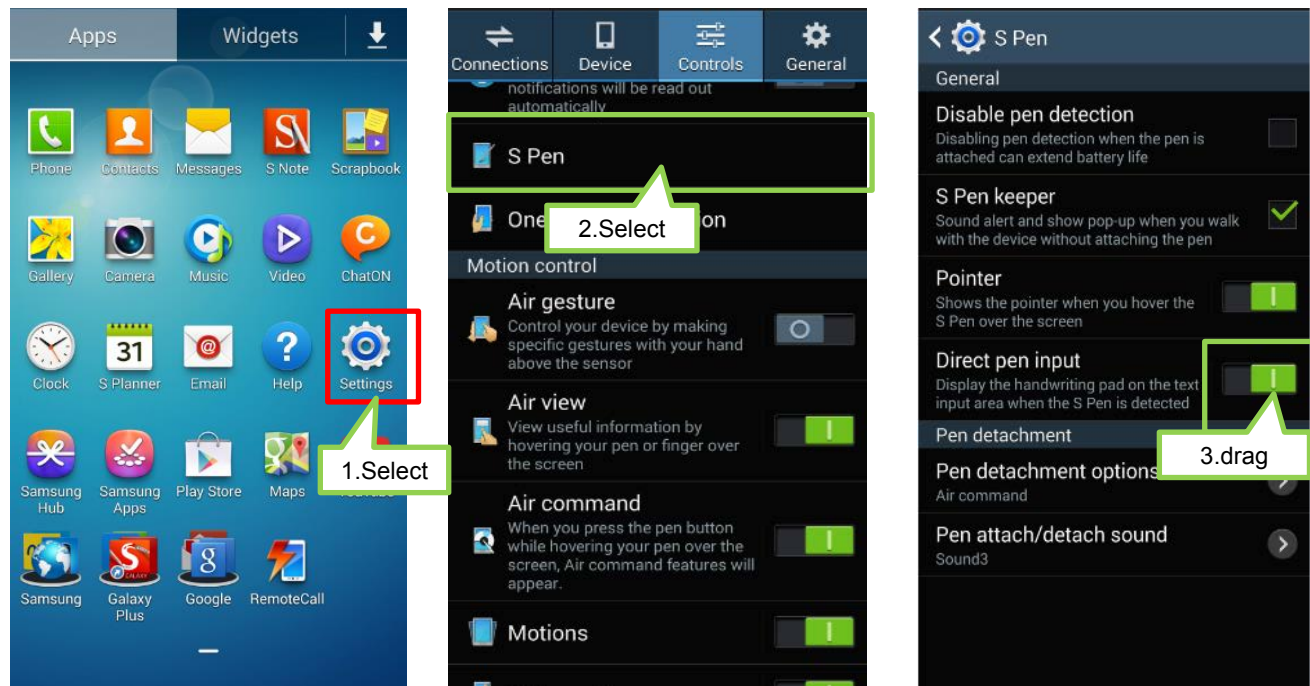 Apps
Widgets
Phone
Contacts
Messages
S Note
Scrapbook
Gallery
Camera
Music
Video
ChatON
31
Clock
S Planner
Email
Help
Settings
1.Select
Samsung
Hub
Samsung
Apps
Play Store
Maps
Samsung
Galaxy
Plus
Google
RemoteCall
Connections
Device
Controls
General
notifications will be read out
automatically
S Pen
2.Select
One
on
Motion control
Air gesture
Control your device by making
specific gestures with your hand
above the sensor
Air view
View useful information by
hovering your pen or finger over
the screen
Air command
When you press the pen button
while hovering your pen over the
screen, Air command features will
appear.
Motions
S Pen
General
Disable pen detection
Disabling pen detection when the pen is
attached can extend battery life
S Pen keeper
Sound alert and show pop-up when you walk
with the device without attaching the pen
Pointer
Shows the pointer when you hover the
S Pen over the screen
Direct pen input
Display the handwriting pad on the text
input area when the S Pen is detected
Pen detachment
3.drag
Pen detachment options
Air command
Pen attach/detach sound
Sound3